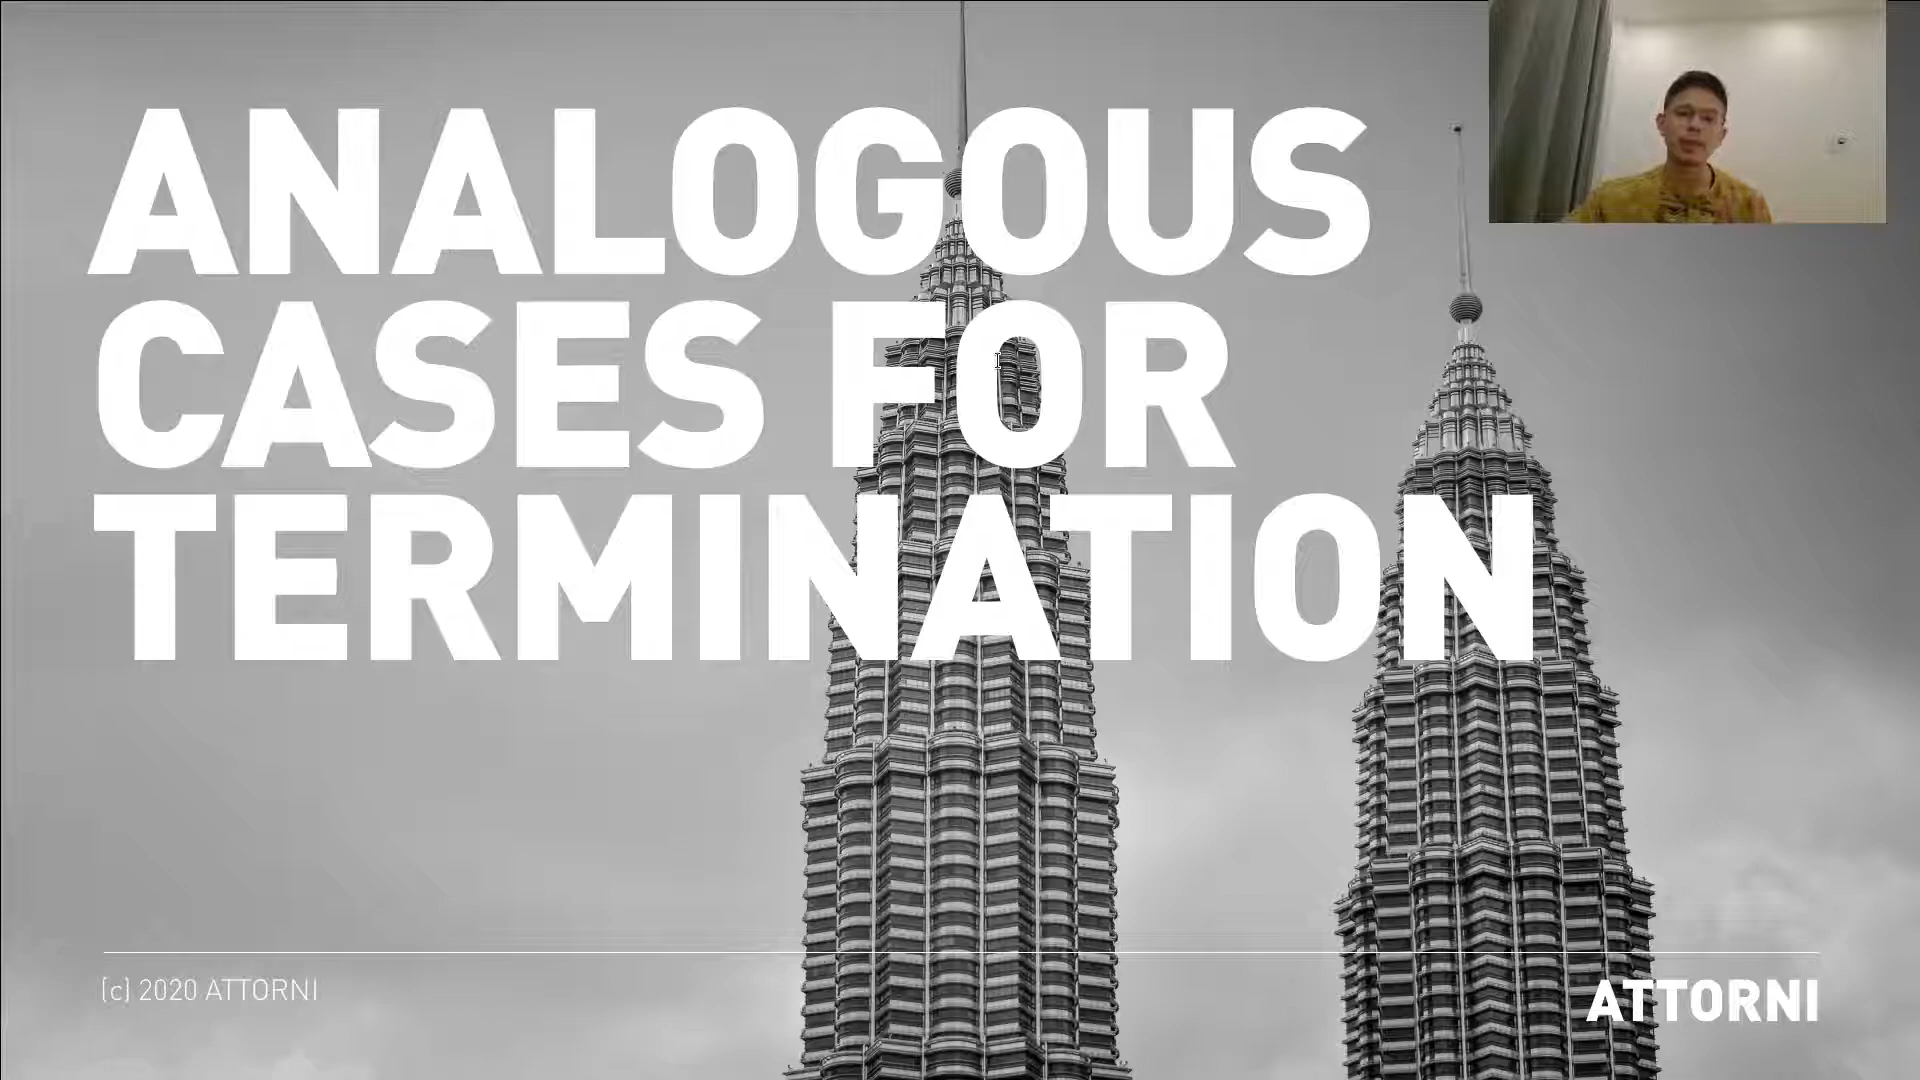 ANALOGOUS
CASES FOR
TERMINATION
(c) 2020 ATTORNI
ATTORNI